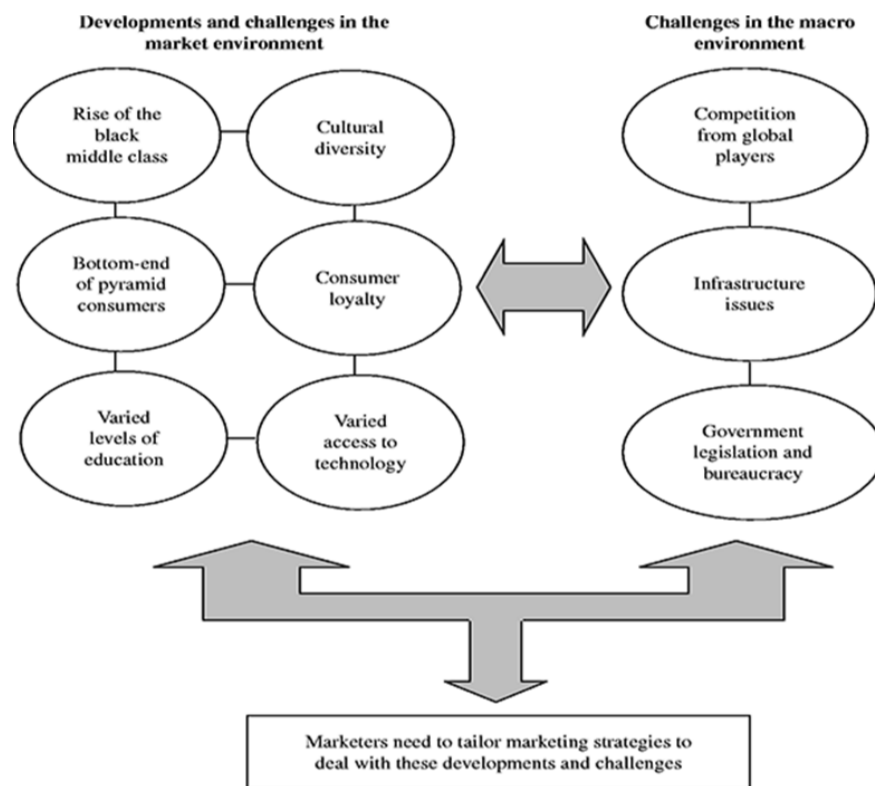 Developments and challenges in the
market environment
Challenges in the macro
environment
Rise of the
black
middle class
Cultural
diversity
Competition
from global
players
Bottom-end
of pyramid
consumers
Consumer
loyalty
Infrastructure
issues
Varied
levels of
education
Varied
access to
technology
Government
legislation and
bureaucracy
Marketers need to tailor marketing strategies to
deal with these developments and challenges